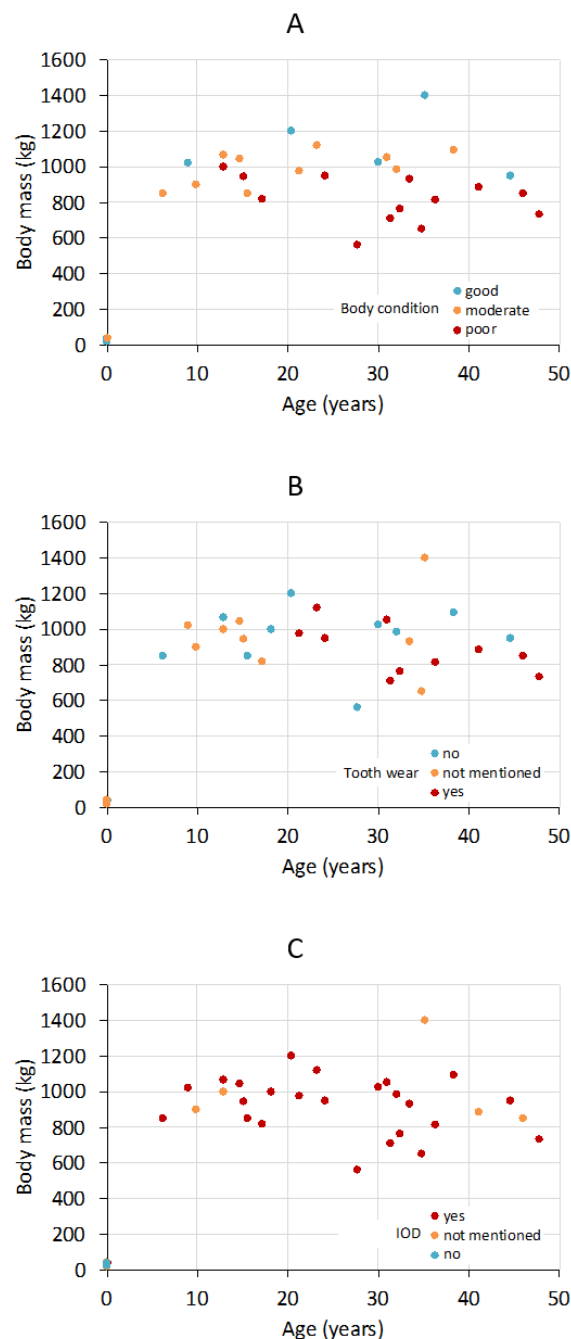 A
1600
1400
1200
1000
800
600
400
200
0
Body mass (kg)
good
Body condition moderate
poor
0 10 20 30 40 50
Age (years)
B
1600
1400
1200
1000
800
600
400
200
0
Body mass (kg)
no
Tooth wear not mentioned
yes
0 10 20 30 40 50
Age (years)
C
1600
1400
1200
1000
800
600
400
200
0
Body mass (kg)
yes
IOD not mentioned
no
0 10 20 30 40 50
Age (years)